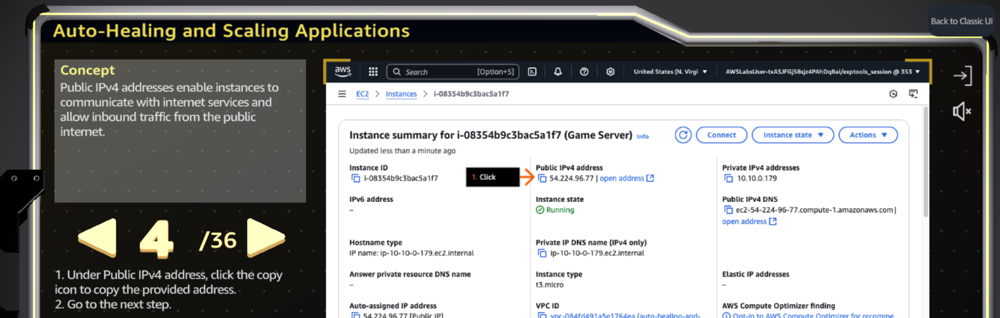 Back to Classic UI
Auto-Healing and Scaling Applications
Concept
Public IPv4 addresses enable instances to
communicate with internet services and
allow inbound traffic from the public
internet.
4 /36
1. Under Public IPv4 address, click the copy
icon to copy the provided address.
2. Go to the next step.
aws
Search [Option+S]
United States (N. Virgi
AWSLabsUser-txASJFGjS8sjz4PAhDqBai/exptools_session @ 353
EC2 > Instances > i-08354b9c3bac5a1f7
Instance summary for i-08354b9c3bac5a1f7 (Game Server) Info
Connect
Instance state
Actions
Updated less than a minute ago
Instance ID
i-08354b9c3bac5a1f7
1. Click
Public IPv4 address
54.224.96.77 | open address
Private IPv4 addresses
10.10.0.179
IPv6 address
–
Instance state
Running
Public IPv4 DNS
ec2-54-224-96-77.compute-1.amazonaws.com |
open address
Hostname type
IP name: ip-10-10-0-179.ec2.internal
Private IP DNS name (IPv4 only)
ip-10-10-0-179.ec2.internal
Answer private resource DNS name
–
Instance type
t3.micro
Elastic IP addresses
–
Auto-assigned IP address
54.224.96.77 [Public IP]
VPC ID
vpc-084fd491a5e1764ea (auto-healing-and-
AWS Compute Optimizer finding
Opt-in to AWS Compute Optimizer for recomme